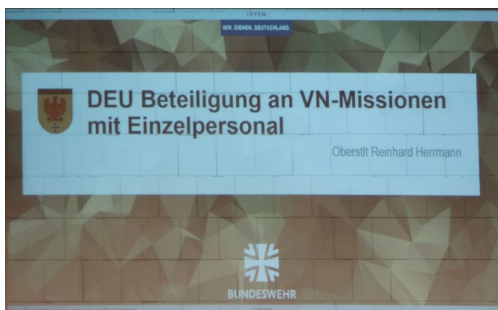 OFFEN
WIR. DIENEN. DEUTSCHLAND.
DEU Beteiligung an VN-Missionen
mit Einzelpersonal
Oberstlt Reinhard Herrmann
BUNDESWEHR